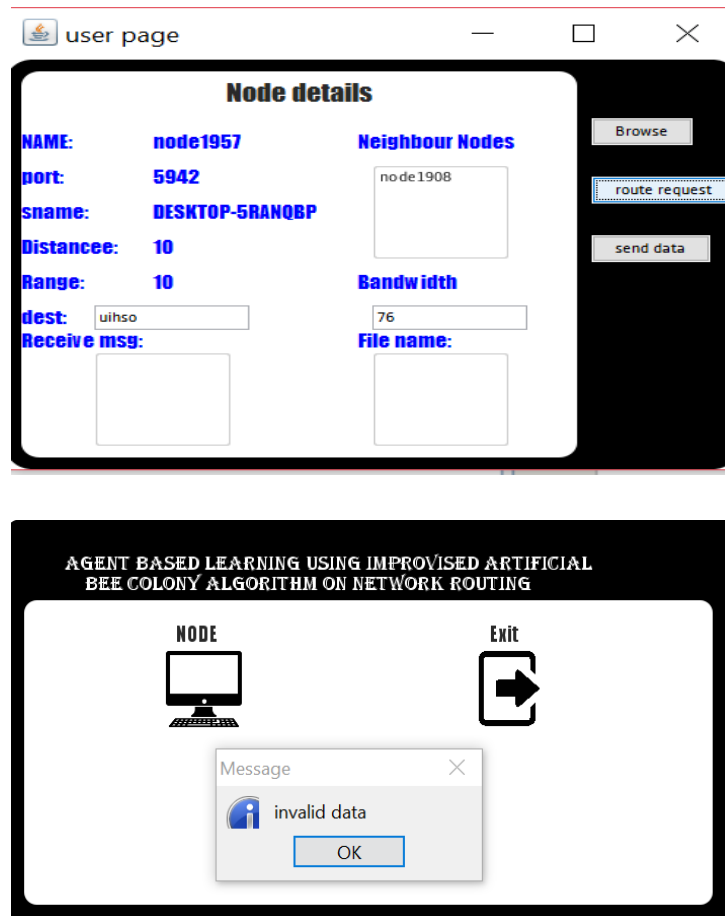 user page
Node details
NAME: node1957 Neighbour Nodes
port: 5942 node1908
sname: DESKTOP-5RANQBP
Distancee: 10
Range: 10 Bandwidth
dest: uihso 76
Receive msg: File name:
Browse
route request
send data
AGENT BASED LEARNING USING IMPROVISED ARTIFICIAL
BEE COLONY ALGORITHM ON NETWORK ROUTING
NODE Exit
Message
invalid data
OK